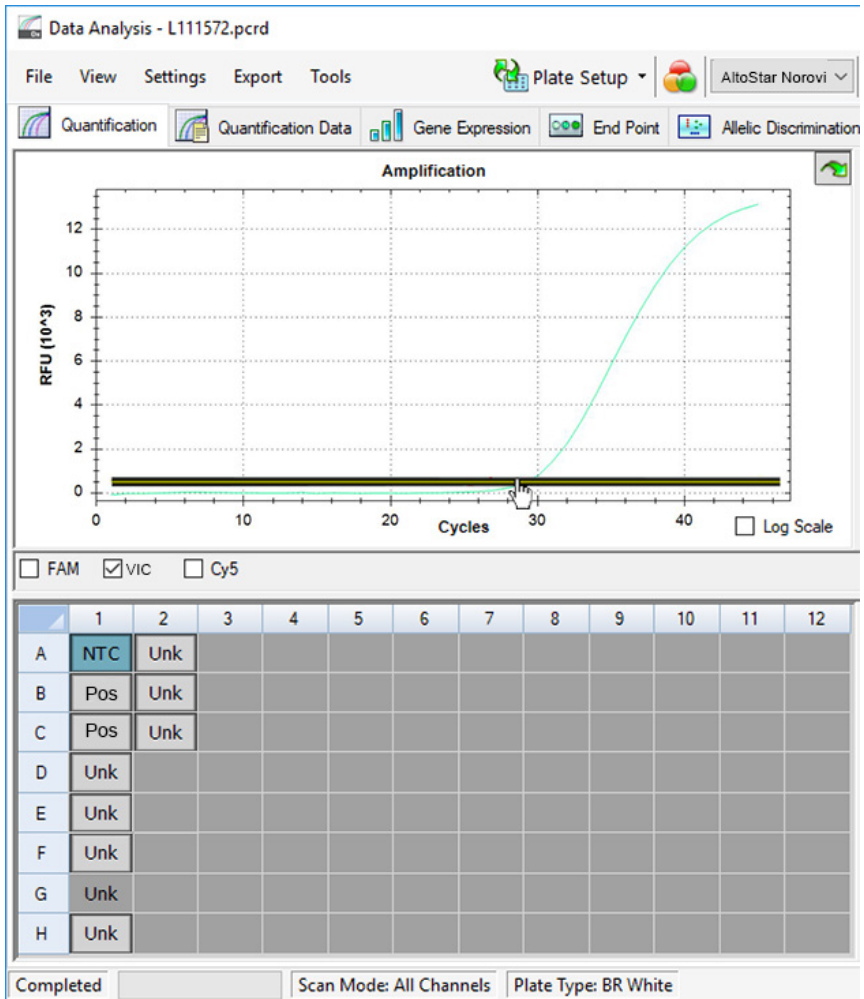 Data Analysis - L111572.pcrd
File View Settings Export Tools Plate Setup AltoStar Norovi
Quantification Quantification Data Gene Expression End Point Allelic Discrimination
Amplification
RFU (10^3)
12
10
8
6
4
2
0
0 10 20 30 40
Cycles
Log Scale
FAM VIC Cy5
1 2 3 4 5 6 7 8 9 10 11 12
A NTC Unk
B Pos Unk
C Pos Unk
D Unk
E Unk
F Unk
G Unk
H Unk
Completed Scan Mode: All Channels Plate Type: BR White